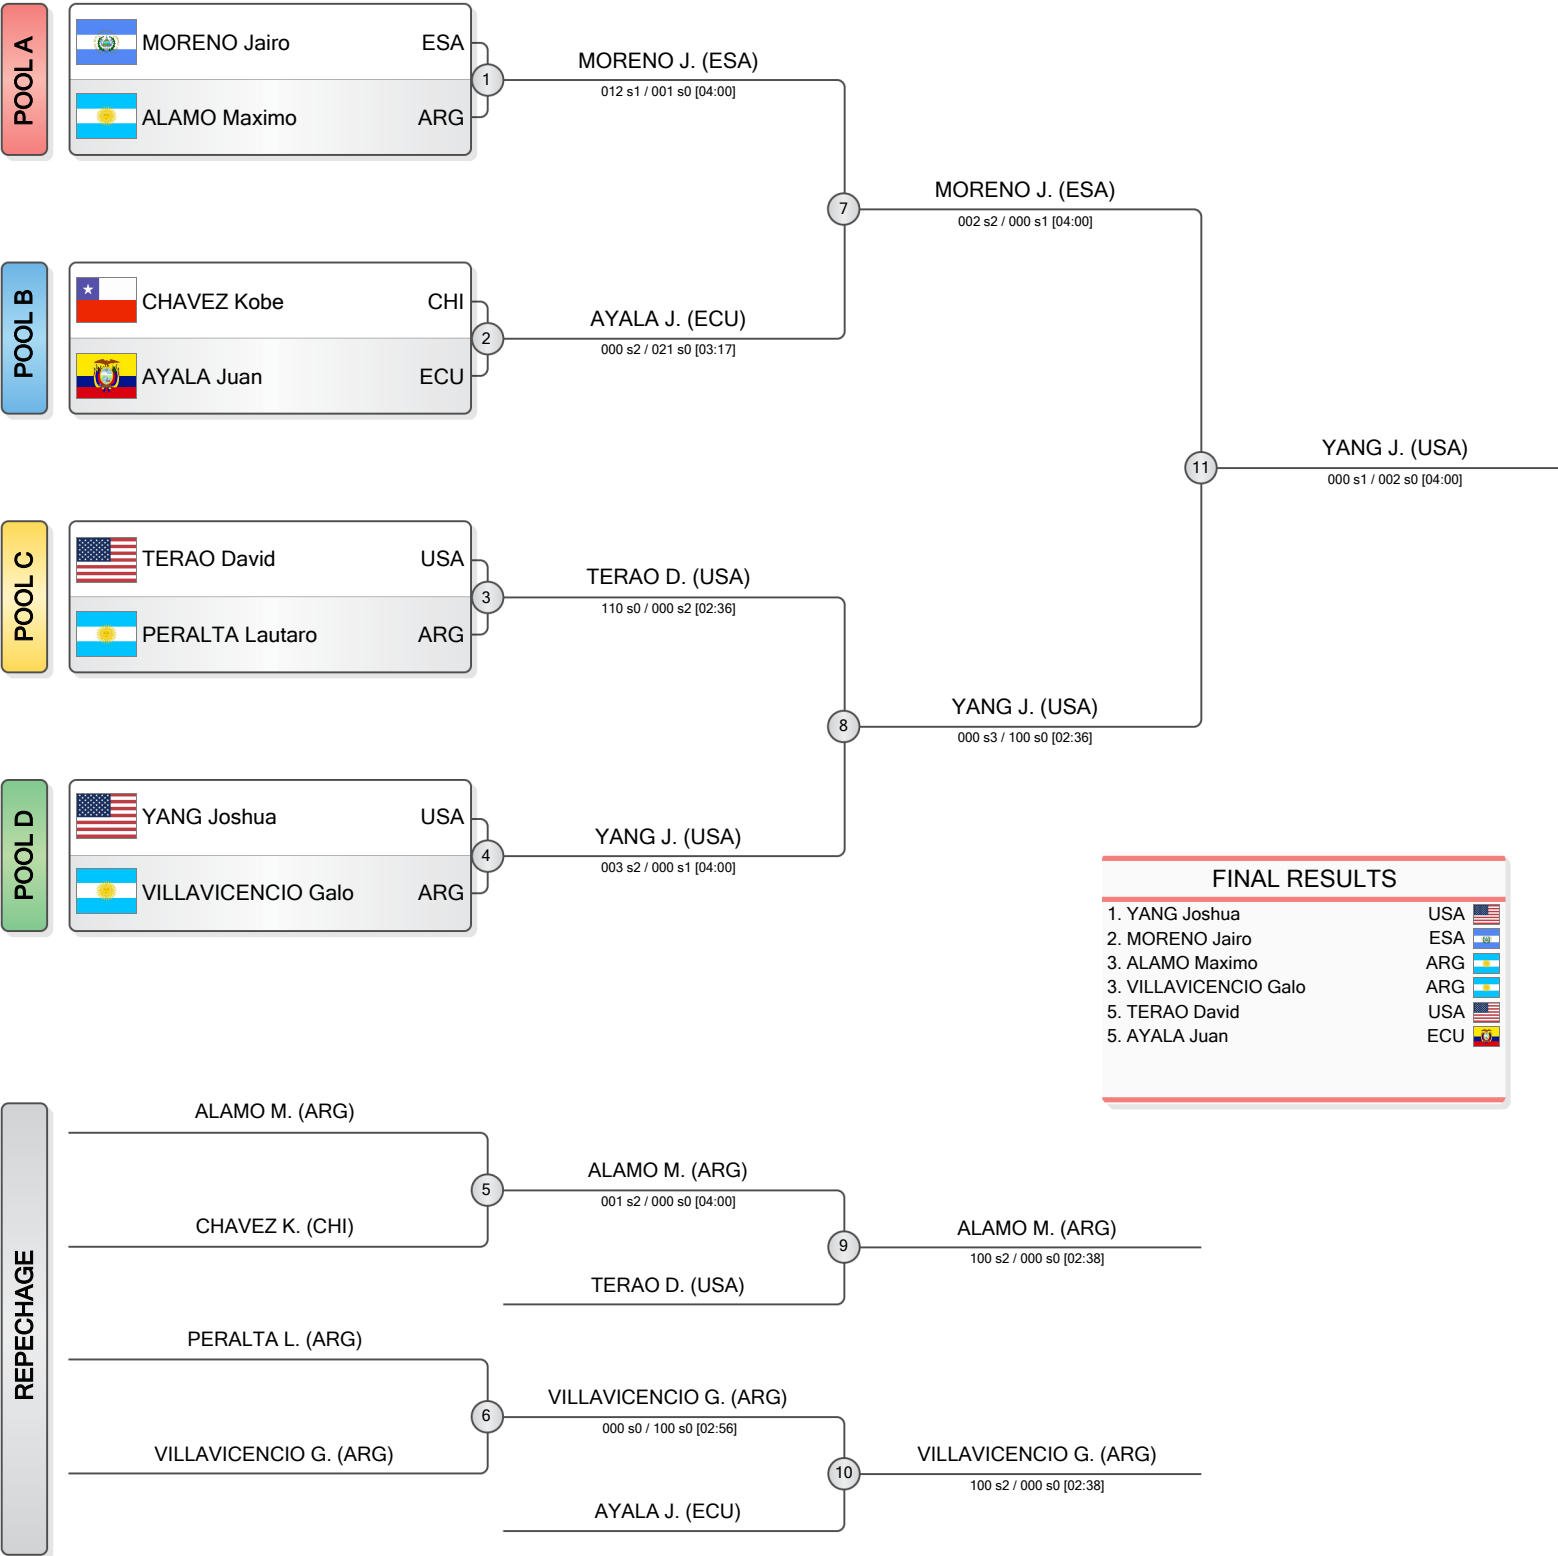 POOL A
MORENO Jairo ESA
ALAMO Maximo ARG
1
MORENO J. (ESA)
012 s1 / 001 s0 [04:00]
POOL B
CHAVEZ Kobe CHI
AYALA Juan ECU
2
AYALA J. (ECU)
000 s2 / 021 s0 [03:17]
7
MORENO J. (ESA)
002 s2 / 000 s1 [04:00]
POOL C
TERAO David USA
PERALTA Lautaro ARG
3
TERAO D. (USA)
110 s0 / 000 s2 [02:36]
POOL D
YANG Joshua USA
VILLAVICENCIO Galo ARG
4
YANG J. (USA)
003 s2 / 000 s1 [04:00]
8
YANG J. (USA)
000 s3 / 100 s0 [02:36]
11
YANG J. (USA)
000 s1 / 002 s0 [04:00]
FINAL RESULTS
1. YANG Joshua USA
2. MORENO Jairo ESA
3. ALAMO Maximo ARG
3. VILLAVICENCIO Galo ARG
5. TERAO David USA
5. AYALA Juan ECU
REPECHAGE
ALAMO M. (ARG)
CHAVEZ K. (CHI)
5
ALAMO M. (ARG)
001 s2 / 000 s0 [04:00]
TERAO D. (USA)
9
ALAMO M. (ARG)
100 s2 / 000 s0 [02:38]
PERALTA L. (ARG)
VILLAVICENCIO G. (ARG)
6
VILLAVICENCIO G. (ARG)
000 s0 / 100 s0 [02:56]
AYALA J. (ECU)
10
VILLAVICENCIO G. (ARG)
100 s2 / 000 s0 [02:38]